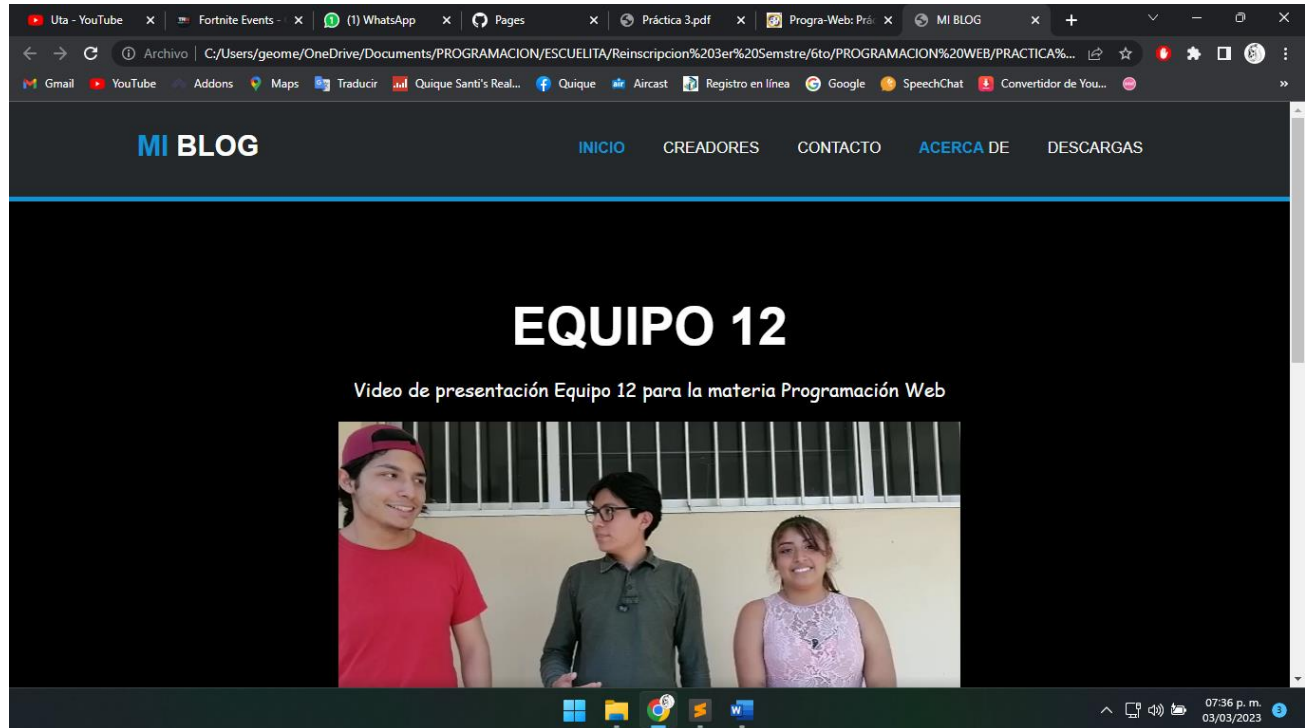 Uta - YouTube
Fortnite Events -
(1) WhatsApp
Pages
Práctica 3.pdf
Progra-Web: Prá
MI BLOG
Archivo | C:/Users/geome/OneDrive/Documents/PROGRAMACION/ESCUELITA/Reinscripcion%203er%20Semstre/6to/PROGRAMACION%20WEB/PRACTICA%...
Gmail YouTube Addons Maps Traducir Quique Santi's Real... Quique Aircast Registro en línea Google SpeechChat Convertidor de You... »
MI BLOG
INICIO CREADORES CONTACTO ACERCA DE DESCARGAS
EQUIPO 12
Video de presentación Equipo 12 para la materia Programación Web
07:36 p. m.
03/03/2023
3